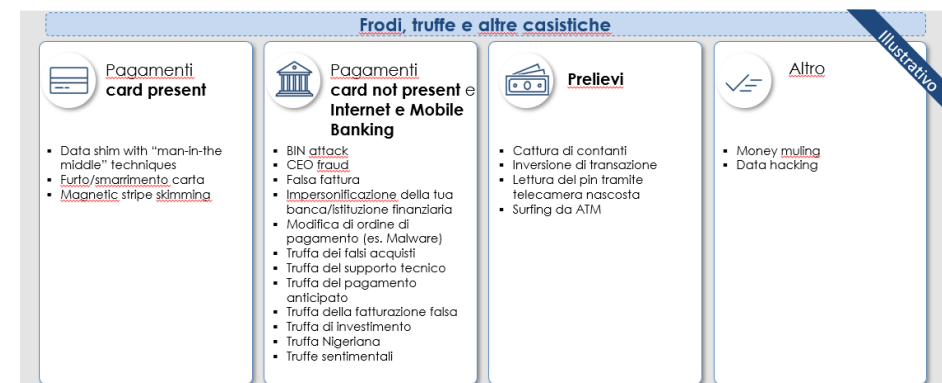 Frodi, truffe e altre casistiche
Illustrativo
Pagamenti
card present
▪ Data shim with “man-in-the
middle” techniques
▪ Furto/smarrimento carta
▪ Magnetic stripe skimming
Pagamenti
card not present e
Internet e Mobile
Banking
▪ BIN attack
▪ CEO fraud
▪ Falsa fattura
▪ Impersonificazione della tua
banca/istituzione finanziaria
▪ Modifica di ordine di
pagamento (es. Malware)
▪ Truffa dei falsi acquisti
▪ Truffa del supporto tecnico
▪ Truffa del pagamento
anticipato
▪ Truffa della fatturazione falsa
▪ Truffa di investimento
▪ Truffa Nigeriana
▪ Truffe sentimentali
Prelievi
▪ Cattura di contanti
▪ Inversione di transazione
▪ Lettura del pin tramite
telecamera nascosta
▪ Surfing da ATM
Altro
▪ Money muling
▪ Data hacking